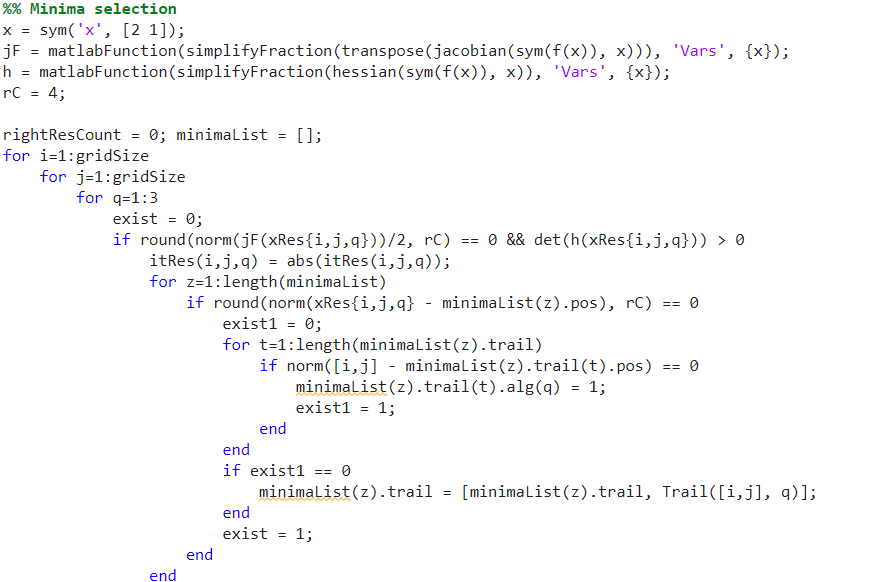 %% Minima selection
x = sym('x', [2 1]);
jF = matlabFunction(simplifyFraction(transpose(jacobian(sym(f(x)), x))), 'Vars', {x});
h = matlabFunction(simplifyFraction(hessian(sym(f(x)), x)), 'Vars', {x});
rC = 4;

rightResCount = 0; minimaList = [];
for i=1:gridSize
    for j=1:gridSize
        for q=1:3
            exist = 0;
            if round(norm(jF(xRes{i,j,q}))/2, rC) == 0 && det(h(xRes{i,j,q})) > 0
                itRes(i,j,q) = abs(itRes(i,j,q));
                for z=1:length(minimaList)
                    if round(norm(xRes{i,j,q} - minimaList(z).pos), rC) == 0
                        exist1 = 0;
                        for t=1:length(minimaList(z).trail)
                            if norm([i,j] - minimaList(z).trail(t).pos) == 0
                                minimaList(z).trail(t).alg(q) = 1;
                                exist1 = 1;
                            end
                        end
                        if exist1 == 0
                            minimaList(z).trail = [minimaList(z).trail, Trail([i,j], q)];
                        end
                        exist = 1;
                    end
                end